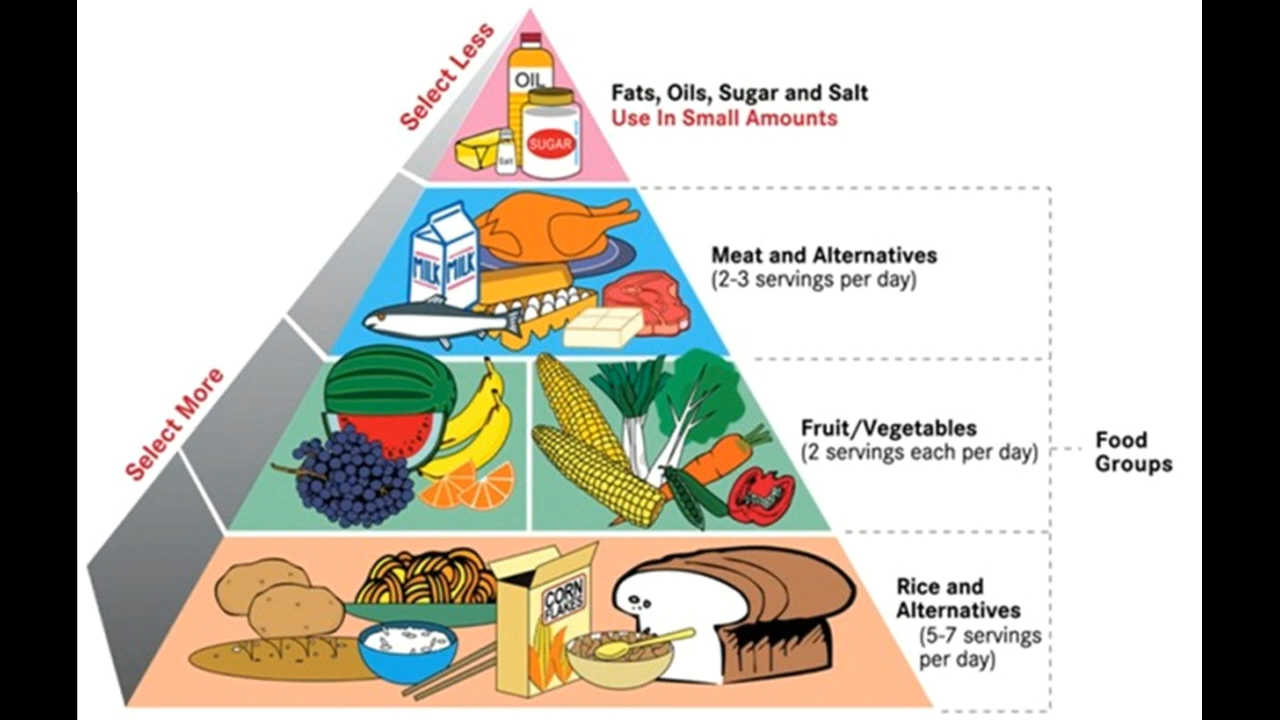 Select Less
OIL
SUGAR
Salt
Fats, Oils, Sugar and Salt
Use In Small Amounts
MILK MILK
Meat and Alternatives
(2-3 servings per day)
Select More
Fruit/Vegetables
(2 servings each per day)
Food
Groups
CORN
FLAKES
Rice and
Alternatives
(5-7 servings
per day)